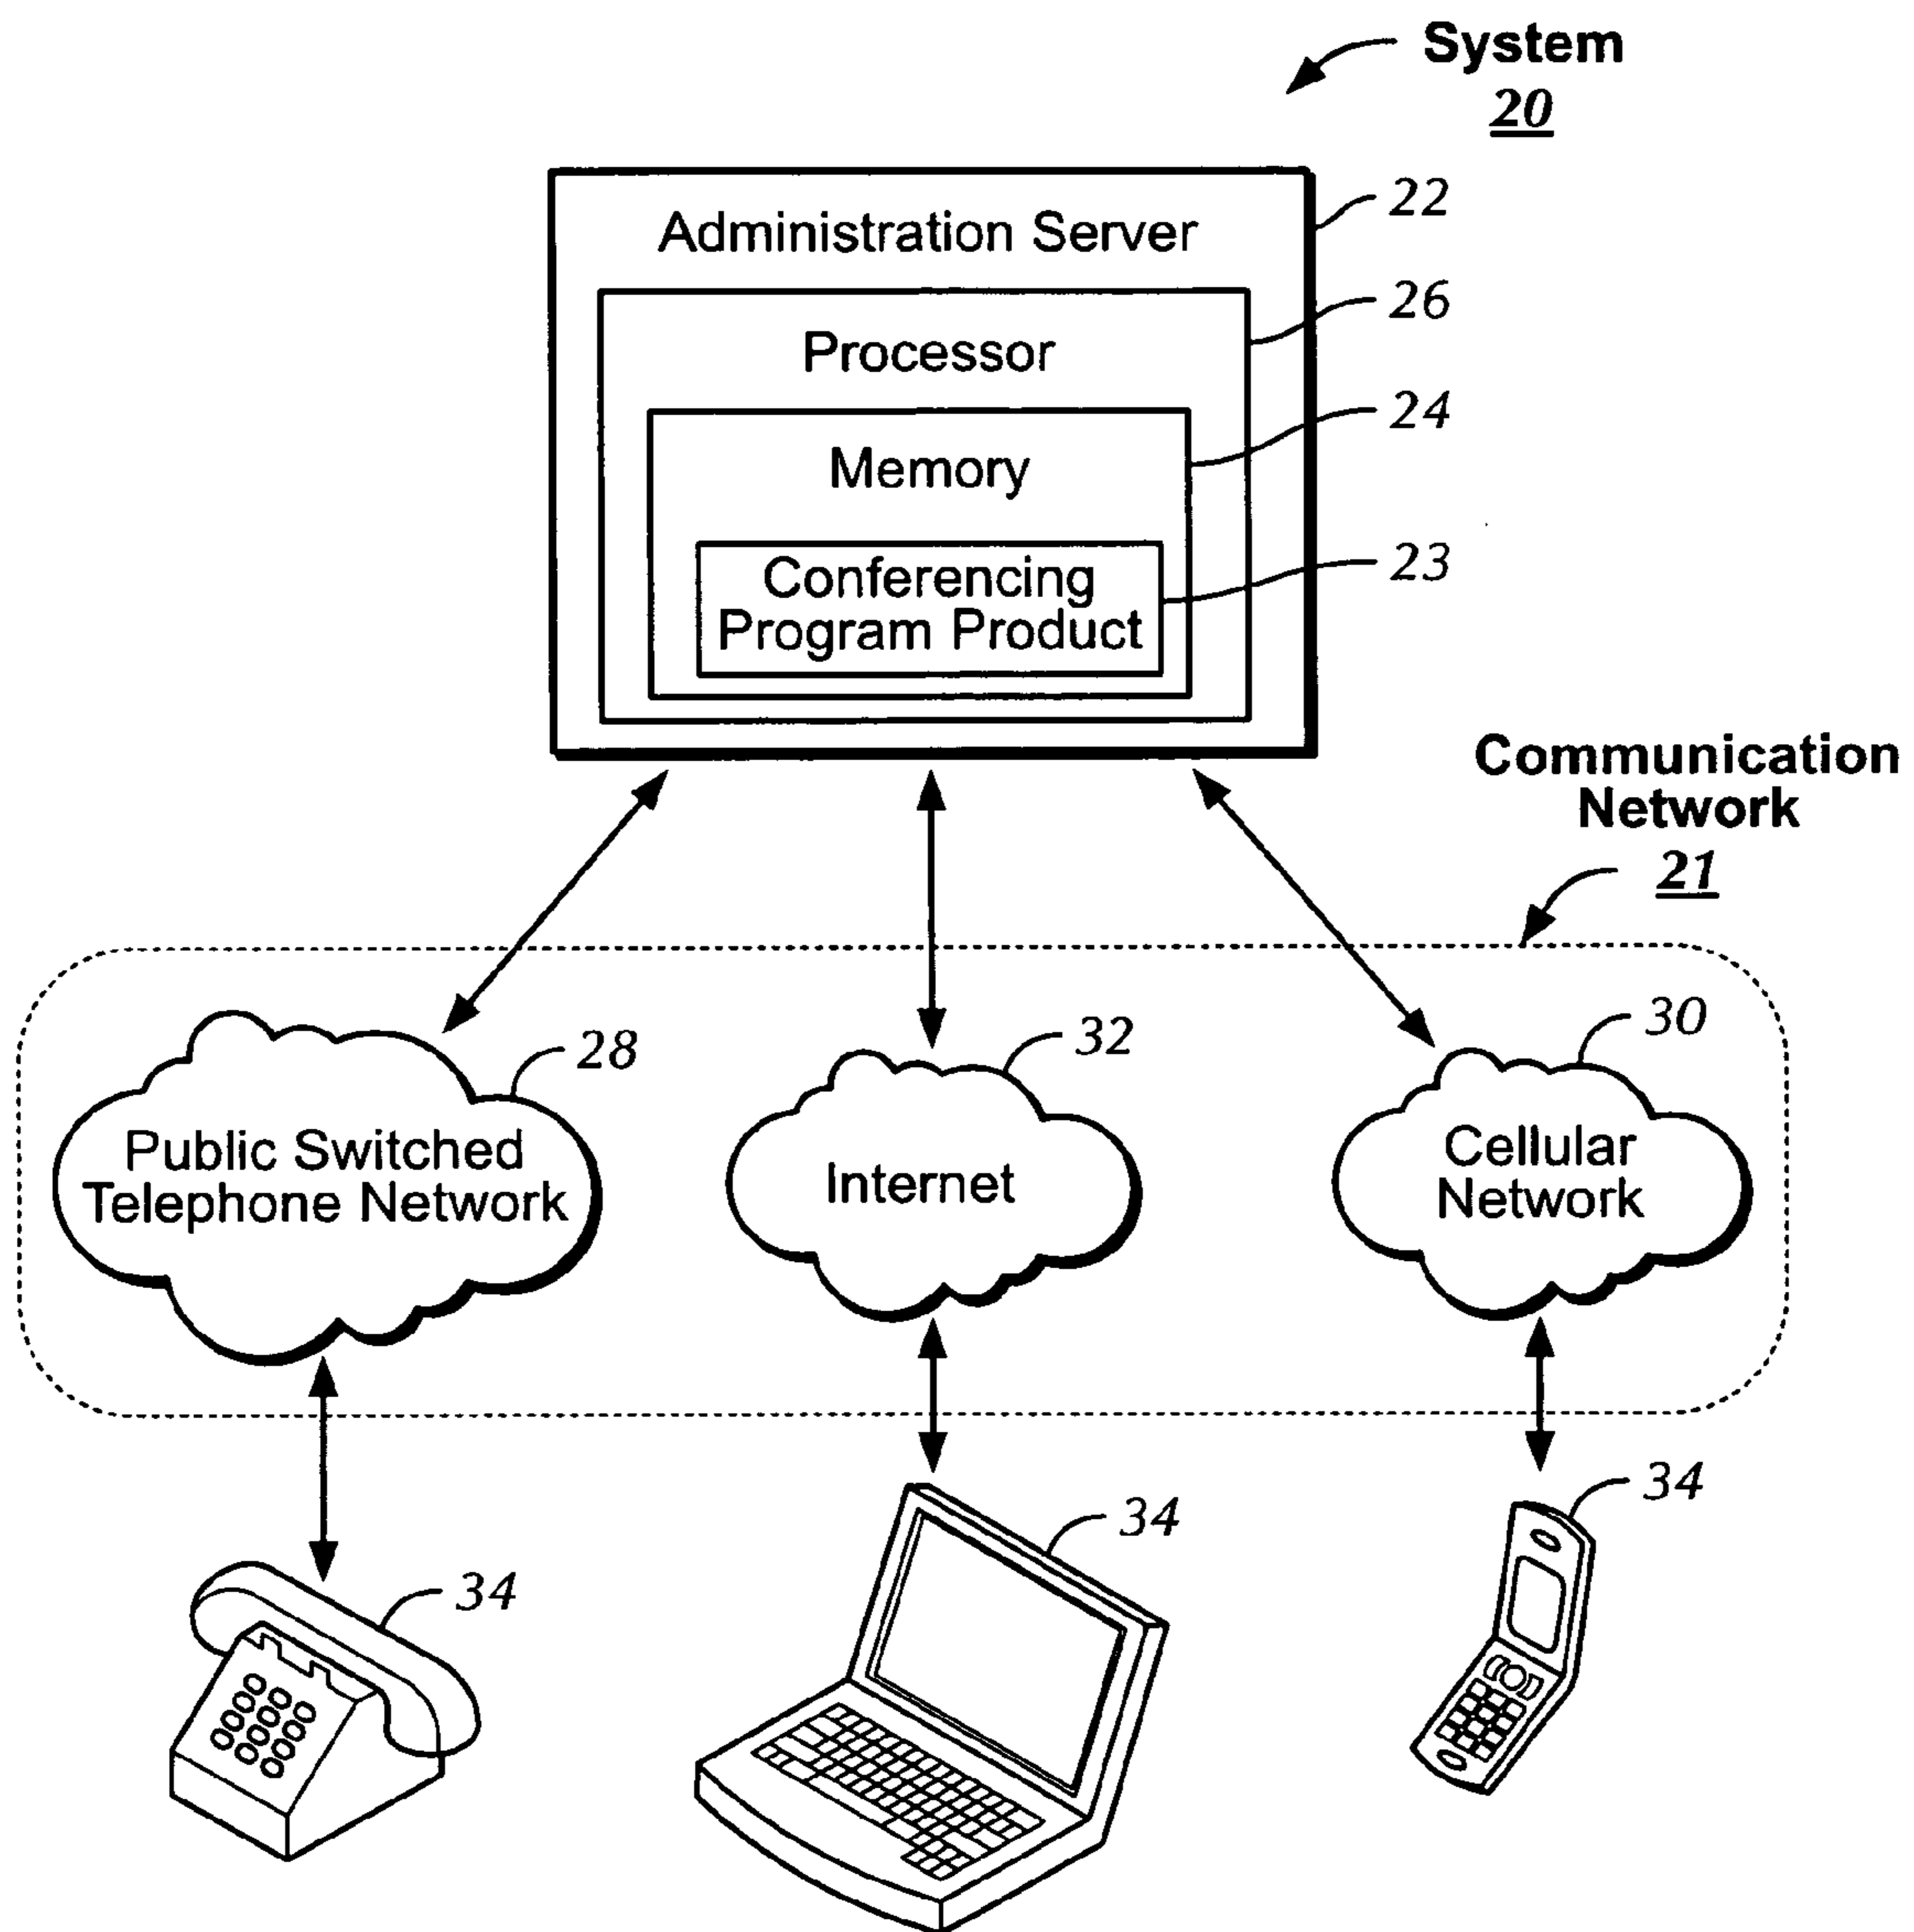 System
20
Administration Server
22
Processor
26
Memory
24
Conferencing
Program Product
23
Communication
Network
21
Public Switched
Telephone Network
28
Internet
32
Cellular
Network
30
34
34
34